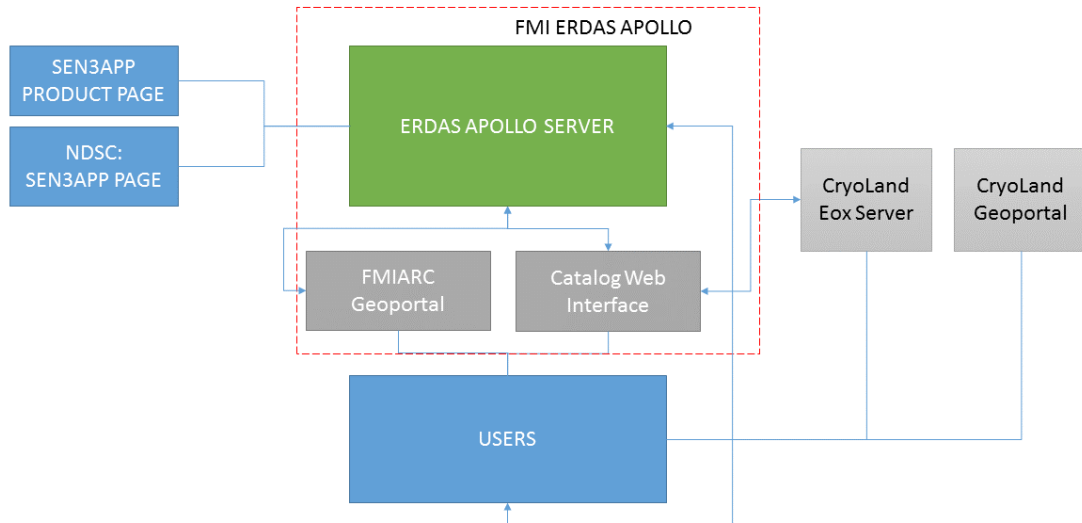 FMI ERDAS APOLLO
SEN3APP
PRODUCT PAGE
ERDAS APOLLO SERVER
NDSC:
SEN3APP PAGE
CryoLand
Eox Server
CryoLand
Geoportal
FMIARC
Geoportal
Catalog Web
Interface
USERS